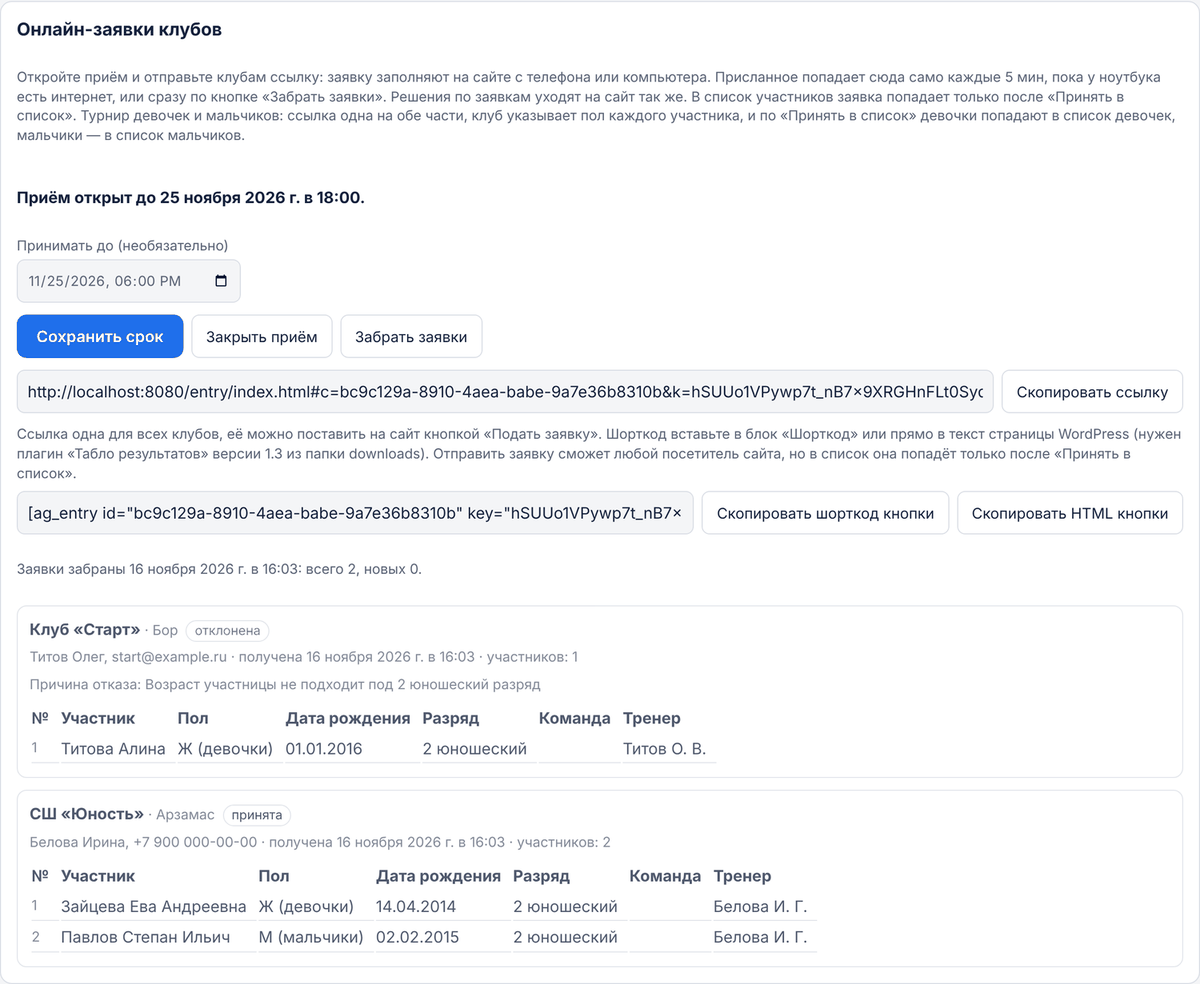 Онлайн-заявки клубов
Откройте приём и отправьте клубам ссылку: заявку заполняют на сайте с телефона или компьютера. Присланное попадает сюда само каждые 5 мин, пока у ноутбука
есть интернет, или сразу по кнопке «Забрать заявки». Решения по заявкам уходят на сайт так же. В список участников заявка попадает только после «Принять в
список». Турнир девочек и мальчиков: ссылка одна на обе части, клуб указывает пол каждого участника, и по «Принять в список» девочки попадают в список девочек,
мальчики — в список мальчиков.
Приём открыт до 25 ноября 2026 г. в 18:00.
Принимать до (необязательно)
11/25/2026, 06:00 PM
Сохранить срок Закрыть приём Забрать заявки
http://localhost:8080/entry/index.html#c=bc9c129a-8910-4aea-babe-9a7e36b8310b&k=hSUUo1VPywp7t_nB7×9XRGHnFLt0Syc Скопировать ссылку
Ссылка одна для всех клубов, её можно поставить на сайт кнопкой «Подать заявку». Шорткод вставьте в блок «Шорткод» или прямо в текст страницы WordPress (нужен
плагин «Табло результатов» версии 1.3 из папки downloads). Отправить заявку сможет любой посетитель сайта, но в список она попадёт только после «Принять в
список».
[ag_entry id="bc9c129a-8910-4aea-babe-9a7e36b8310b" key="hSUUo1VPywp7t_nB7× Скопировать шорткод кнопки Скопировать HTML кнопки
Заявки забраны 16 ноября 2026 г. в 16:03: всего 2, новых 0.
Клуб «Старт» · Бор отклонена
Титов Олег, start@example.ru · получена 16 ноября 2026 г. в 16:03 · участников: 1
Причина отказа: Возраст участницы не подходит под 2 юношеский разряд
№ Участник Пол Дата рождения Разряд Команда Тренер
1 Титова Алина Ж (девочки) 01.01.2016 2 юношеский Титов О. В.
СШ «Юность» · Арзамас принята
Белова Ирина, +7 900 000-00-00 · получена 16 ноября 2026 г. в 16:03 · участников: 2
№ Участник Пол Дата рождения Разряд Команда Тренер
1 Зайцева Ева Андреевна Ж (девочки) 14.04.2014 2 юношеский Белова И. Г.
2 Павлов Степан Ильич М (мальчики) 02.02.2015 2 юношеский Белова И. Г.